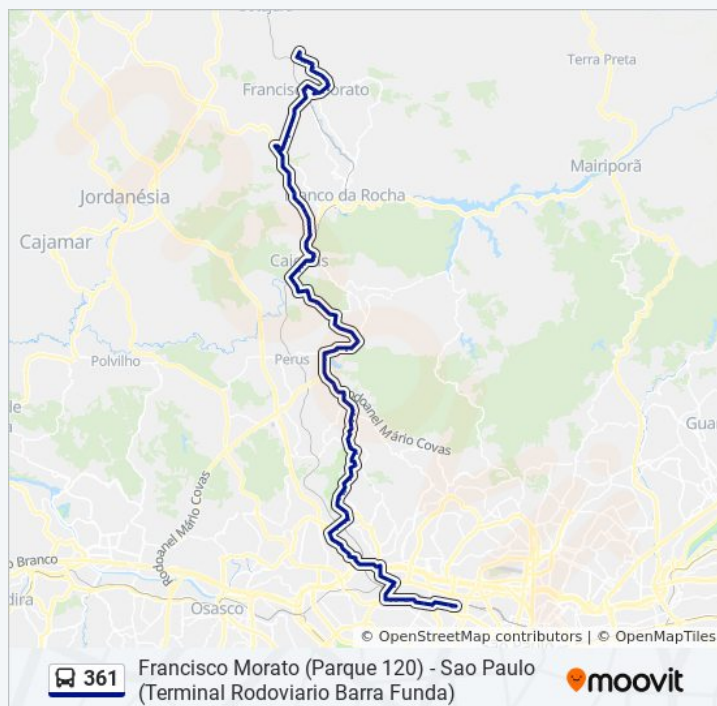 Terra Preta
Francisco Morato
Mairiporã
Jordanésia
Franco da Rocha
Cajamar
Caieiras
Polvilho
Perus
Rodoanel Mário Covas
Rodoanel Mário Covas
Branco
Osasco
© OpenStreetMap contributors | © OpenMapTiles
361
Francisco Morato (Parque 120) - Sao Paulo
(Terminal Rodoviario Barra Funda)
moovit